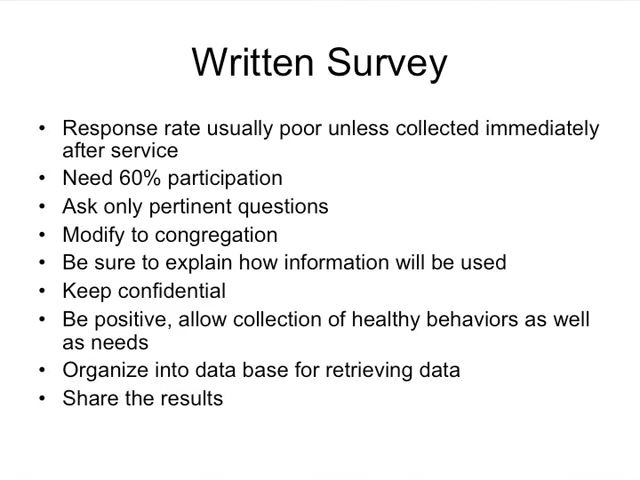 Written Survey
• Response rate usually poor unless collected immediately
after service
• Need 60% participation
• Ask only pertinent questions
• Modify to congregation
• Be sure to explain how information will be used
• Keep confidential
• Be positive, allow collection of healthy behaviors as well
as needs
• Organize into data base for retrieving data
• Share the results